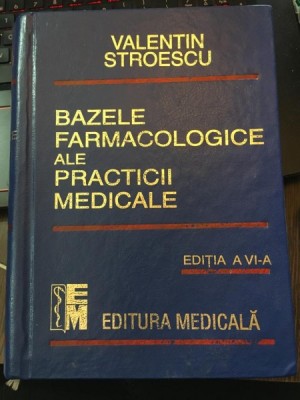 VALENTIN
STROESCU
BAZELE
FARMACOLOGICE
ALE
PRACTICII
MEDICALE
EDIȚIA A VI-A
EM
EDITURA MEDICALĂ